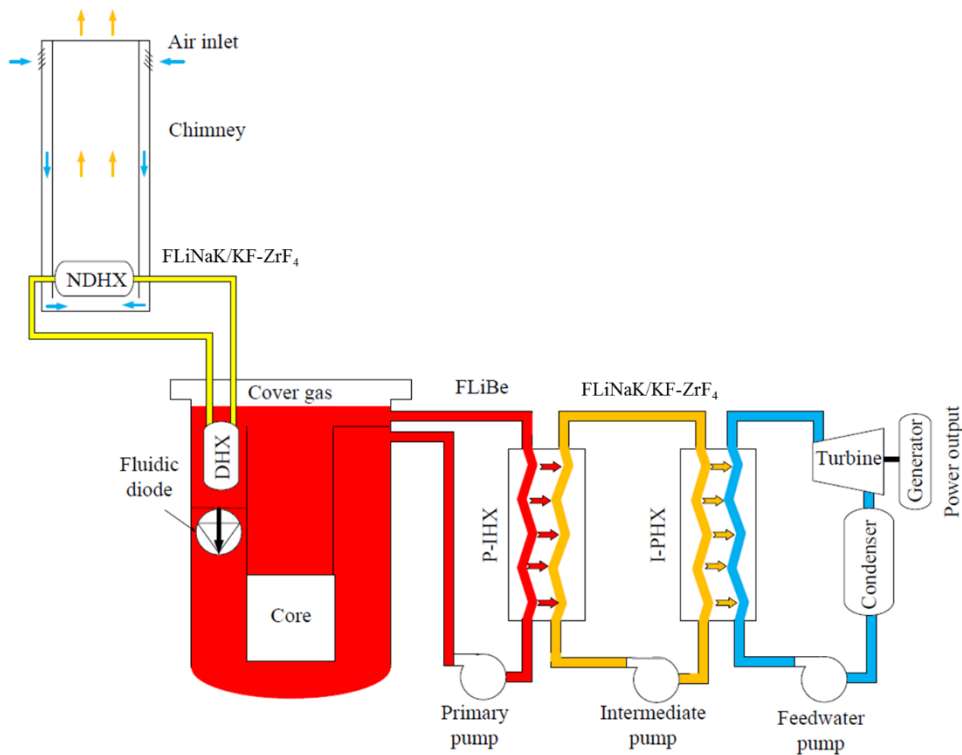 Air inlet
Chimney
FLiNaK/KF-ZrF₄
NDHX
Cover gas
FLiBe
FLiNaK/KF-ZrF₄
DHX
Fluidic
diode
P-IHX
I-PHX
Turbine
Generator
Power output
Condenser
Core
Primary
pump
Intermediate
pump
Feedwater
pump